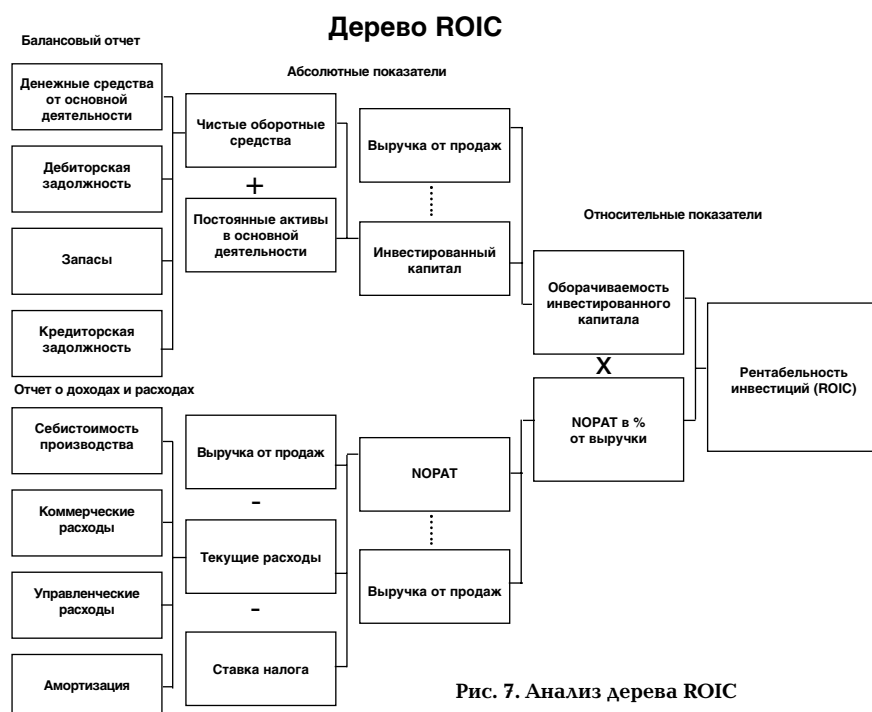 Дерево ROIC
Балансовый отчет
Абсолютные показатели
Денежные средства
от основной
деятельности
Дебиторская
задолжность
Запасы
Кредиторская
задолжность
Чистые оборотные
средства
+
Постоянные активы
в основной
деятельности
Выручка от продаж
Инвестированный
капитал
Относительные показатели
Оборачиваемость
инвестированного
капитала
X
NOPAT в %
от выручки
Рентабельность
инвестиций (ROIC)
Отчет о доходах и расходах
Себистоимость
производства
Коммерческие
расходы
Управленческие
расходы
Амортизация
Выручка от продаж
-
Текущие расходы
-
Ставка налога
NOPAT
Выручка от продаж
Рис. 7. Анализ дерева ROIC